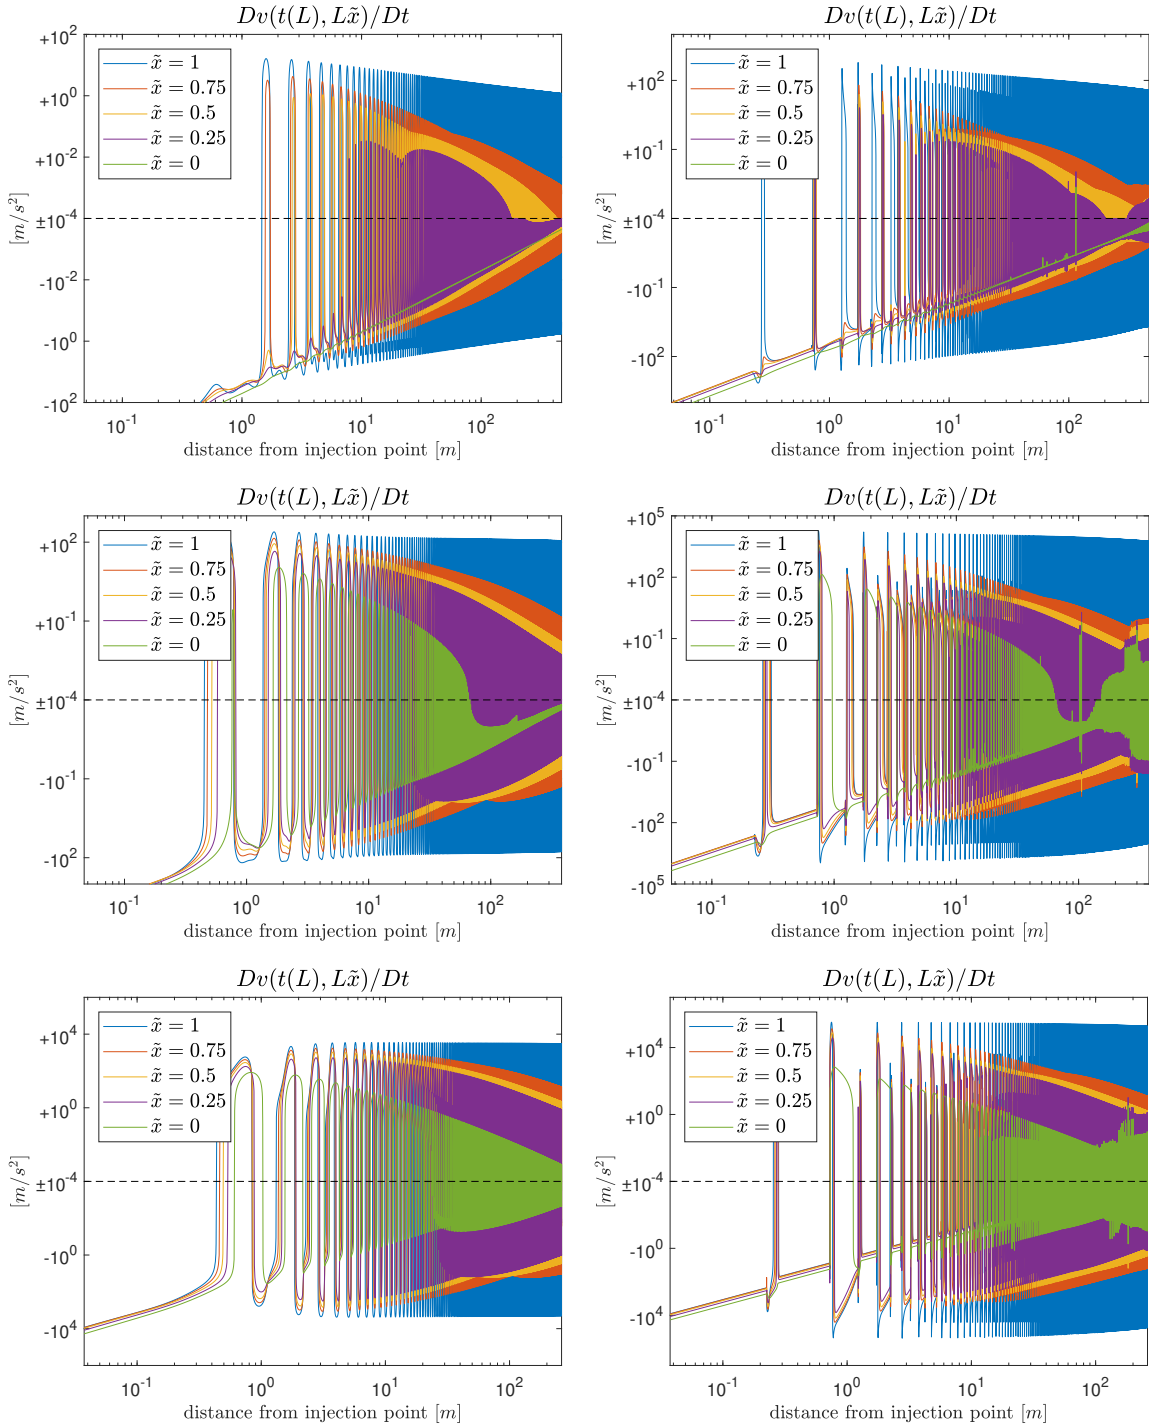 Dv(t(L), Lx̃)/Dt
+10^2
+10^0
+10^-2
±10^-4
-10^-2
-10^0
-10^2
[m/s^2]
x̃ = 1
x̃ = 0.75
x̃ = 0.5
x̃ = 0.25
x̃ = 0
10^-1 10^0 10^1 10^2
distance from injection point [m]
Dv(t(L), Lx̃)/Dt
+10^2
+10^-1
±10^-4
-10^-1
-10^2
[m/s^2]
x̃ = 1
x̃ = 0.75
x̃ = 0.5
x̃ = 0.25
x̃ = 0
10^-1 10^0 10^1 10^2
distance from injection point [m]
Dv(t(L), Lx̃)/Dt
+10^2
+10^-1
±10^-4
-10^-1
-10^2
[m/s^2]
x̃ = 1
x̃ = 0.75
x̃ = 0.5
x̃ = 0.25
x̃ = 0
10^-1 10^0 10^1 10^2
distance from injection point [m]
Dv(t(L), Lx̃)/Dt
+10^5
+10^2
+10^-1
±10^-4
-10^-1
-10^2
-10^5
[m/s^2]
x̃ = 1
x̃ = 0.75
x̃ = 0.5
x̃ = 0.25
x̃ = 0
10^-1 10^0 10^1 10^2
distance from injection point [m]
Dv(t(L), Lx̃)/Dt
+10^4
+10^0
±10^-4
-10^0
-10^4
[m/s^2]
x̃ = 1
x̃ = 0.75
x̃ = 0.5
x̃ = 0.25
x̃ = 0
10^-1 10^0 10^1 10^2
distance from injection point [m]
Dv(t(L), Lx̃)/Dt
+10^4
+10^0
±10^-4
-10^0
-10^4
[m/s^2]
x̃ = 1
x̃ = 0.75
x̃ = 0.5
x̃ = 0.25
x̃ = 0
10^-1 10^0 10^1 10^2
distance from injection point [m]